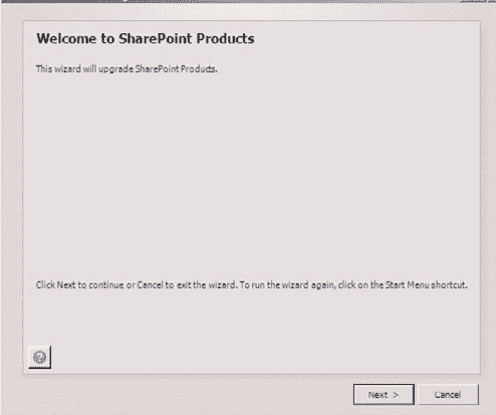 Welcome to SharePoint Products
This wizard will upgrade SharePoint Products.
Click Next to continue or Cancel to exit the wizard. To run the wizard again, click on the Start Menu shortcut.
?
Next >
Cancel